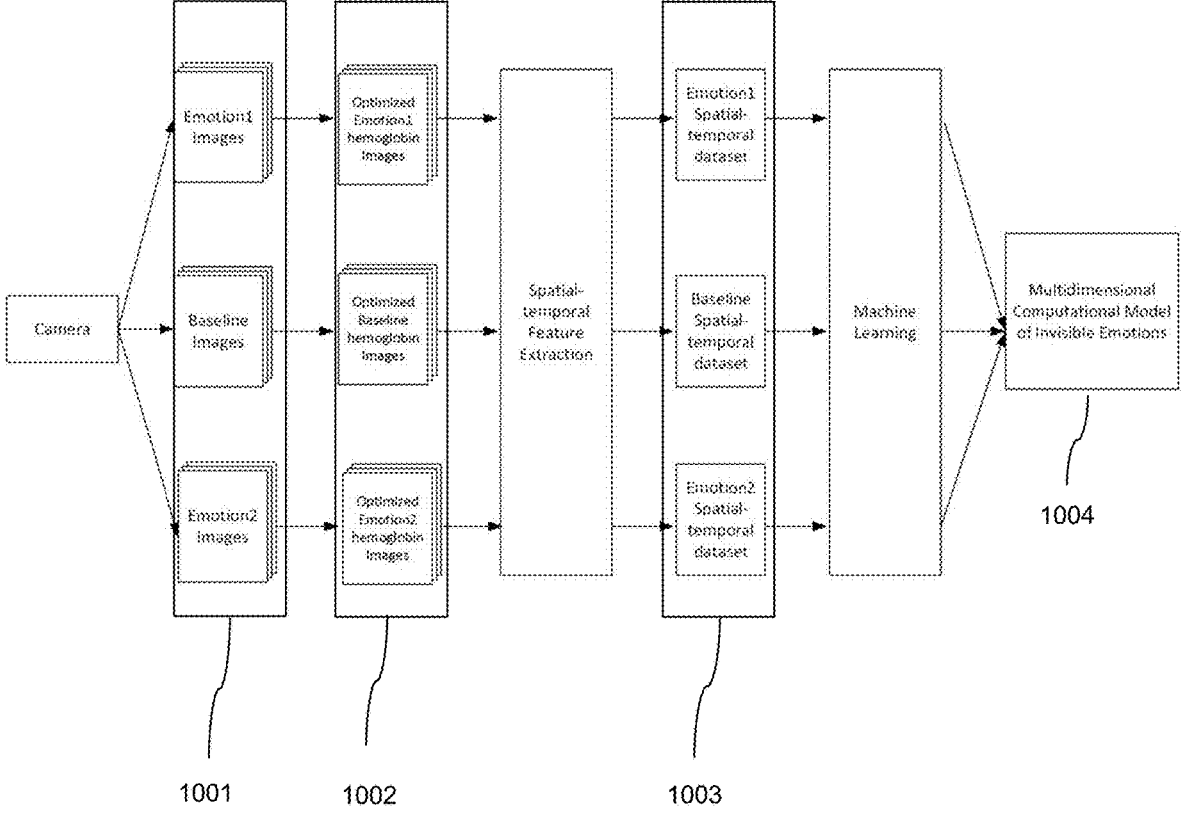 Camera
Emotion1
Images
Baseline
Images
Emotion2
Images
Optimized
Emotion1
hemoglobin
Images
Optimized
Baseline
hemoglobin
Images
Optimized
Emotion2
hemoglobin
Images
Spatial-
temporal
Feature
Extraction
Emotion1
Spatial-
temporal
dataset
Baseline
Spatial-
temporal
dataset
Emotion2
Spatial-
temporal
dataset
Machine
Learning
Multidimensional
Computational Model
of Invisible Emotions
1004
1001
1002
1003